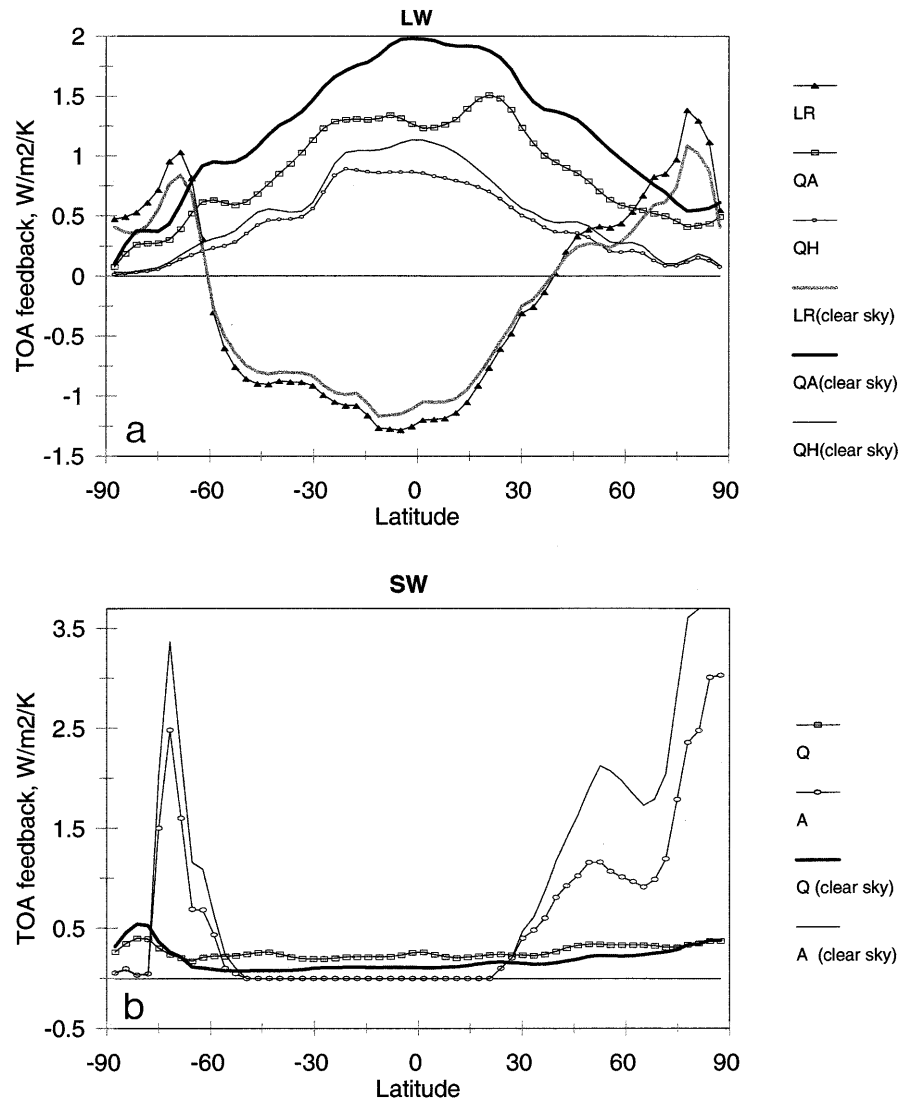 LW
2
1.5
1
0.5
0
-0.5
-1
-1.5
TOA feedback, W/m2/K
a
-90 -60 -30 0 30 60 90
Latitude
LR
QA
QH
LR(clear sky)
QA(clear sky)
QH(clear sky)
SW
3.5
2.5
1.5
0.5
-0.5
TOA feedback, W/m2/K
b
-90 -60 -30 0 30 60 90
Latitude
Q
A
Q (clear sky)
A (clear sky)